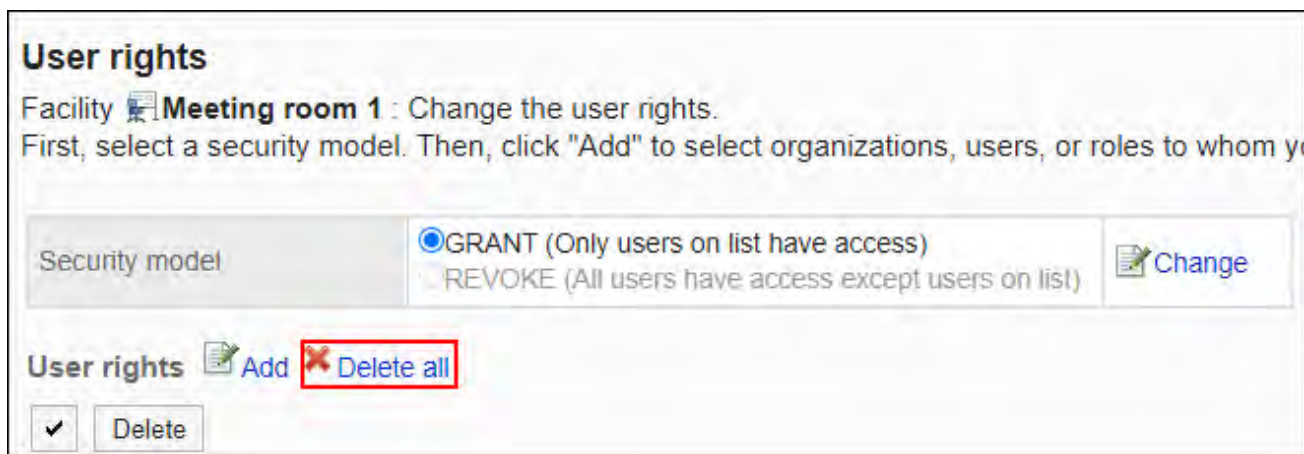 User rights
Facility Meeting room 1 : Change the user rights.
First, select a security model. Then, click "Add" to select organizations, users, or roles to whom
Security model
GRANT (Only users on list have access)
REVOKE (All users have access except users on list)
Change
User rights Add Delete all
Delete